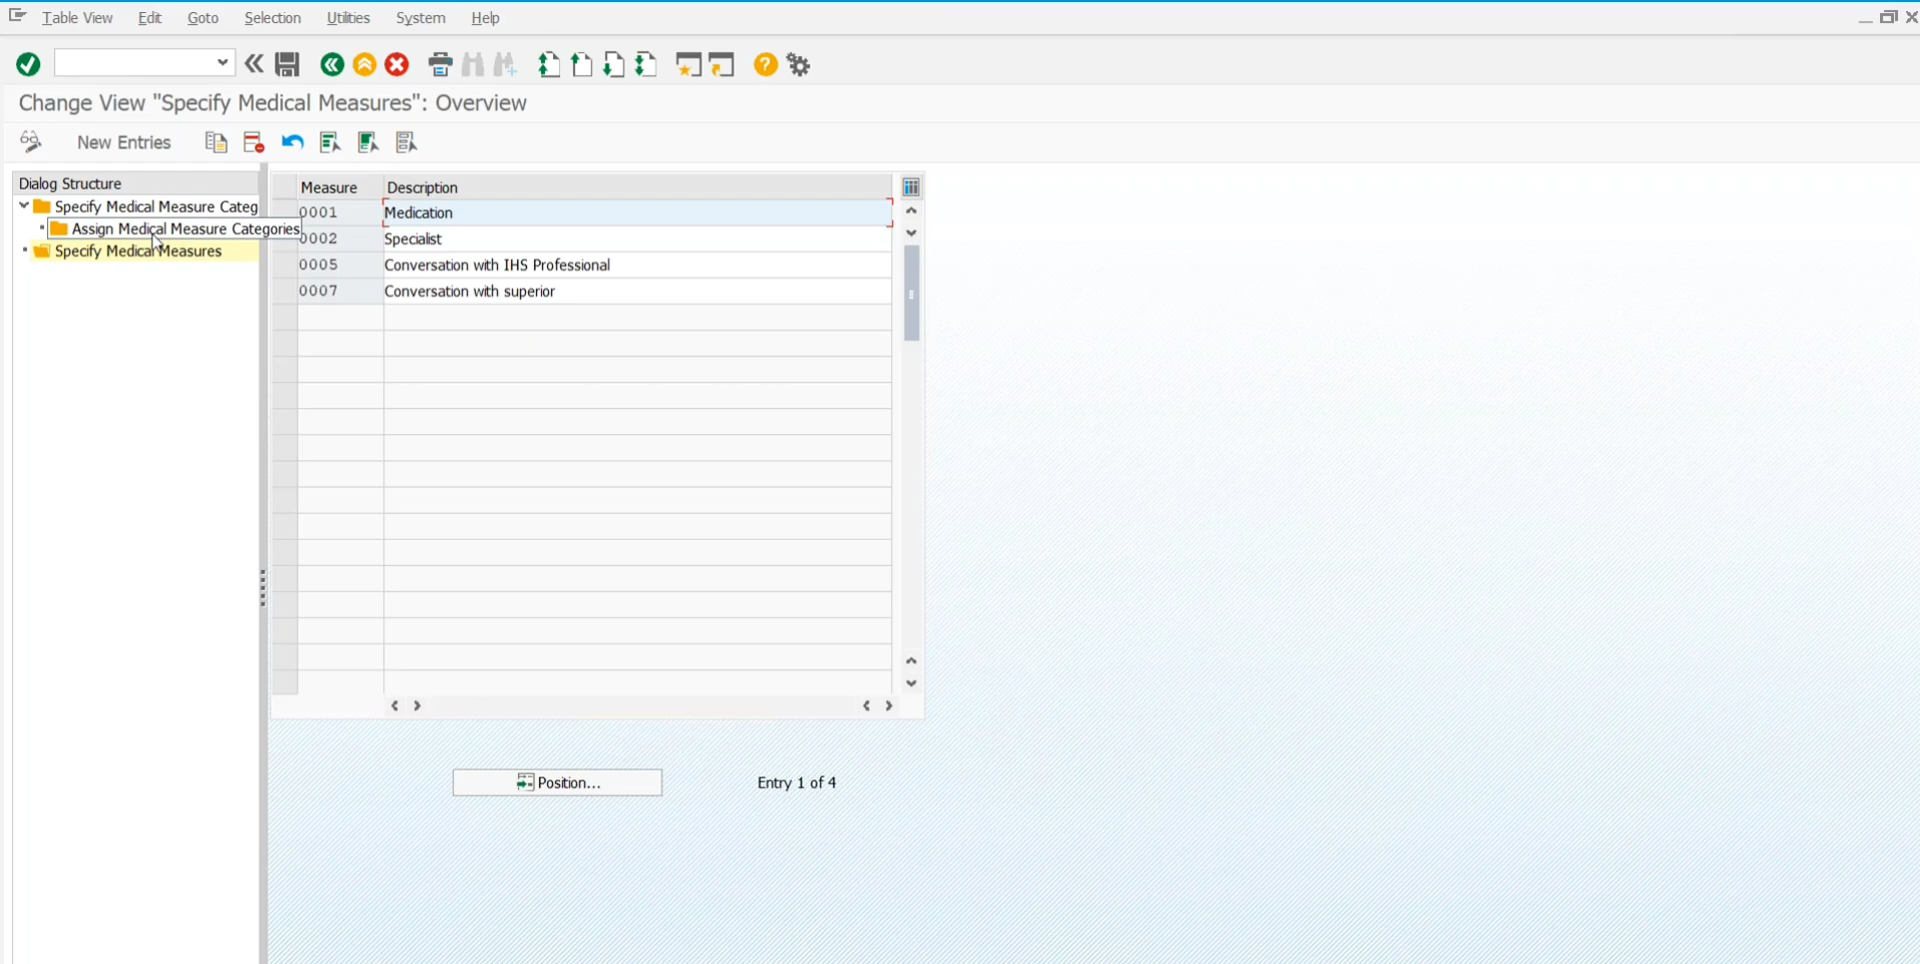 Table View Edit Goto Selection Utilities System Help
Change View "Specify Medical Measures": Overview
New Entries
Dialog Structure
Specify Medical Measure Categ
Assign Medical Measure Categories
Specify Medical Measures
Measure Description
0001 Medication
0002 Specialist
0005 Conversation with IHS Professional
0007 Conversation with superior
Position... Entry 1 of 4